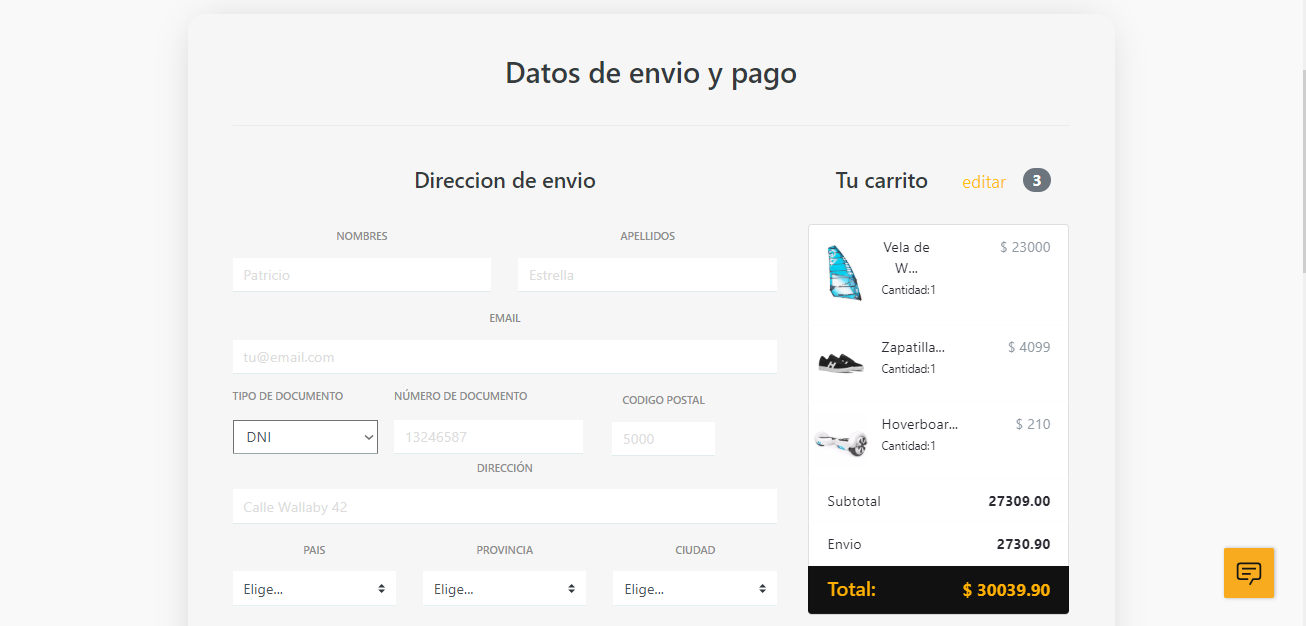 Datos de envio y pago
Direccion de envio
NOMBRES
APELLIDOS
Patricio
Estrella
EMAIL
tu@email.com
TIPO DE DOCUMENTO
NÚMERO DE DOCUMENTO
CODIGO POSTAL
DNI
13246587
5000
DIRECCIÓN
Calle Wallaby 42
PAIS
PROVINCIA
CIUDAD
Elige...
Elige...
Elige...
Tu carrito
editar
3
Vela de
W...
$ 23000
Cantidad:1
Zapatilla...
$ 4099
Cantidad:1
Hoverboar...
$ 210
Cantidad:1
Subtotal
27309.00
Envio
2730.90
Total:
$ 30039.90